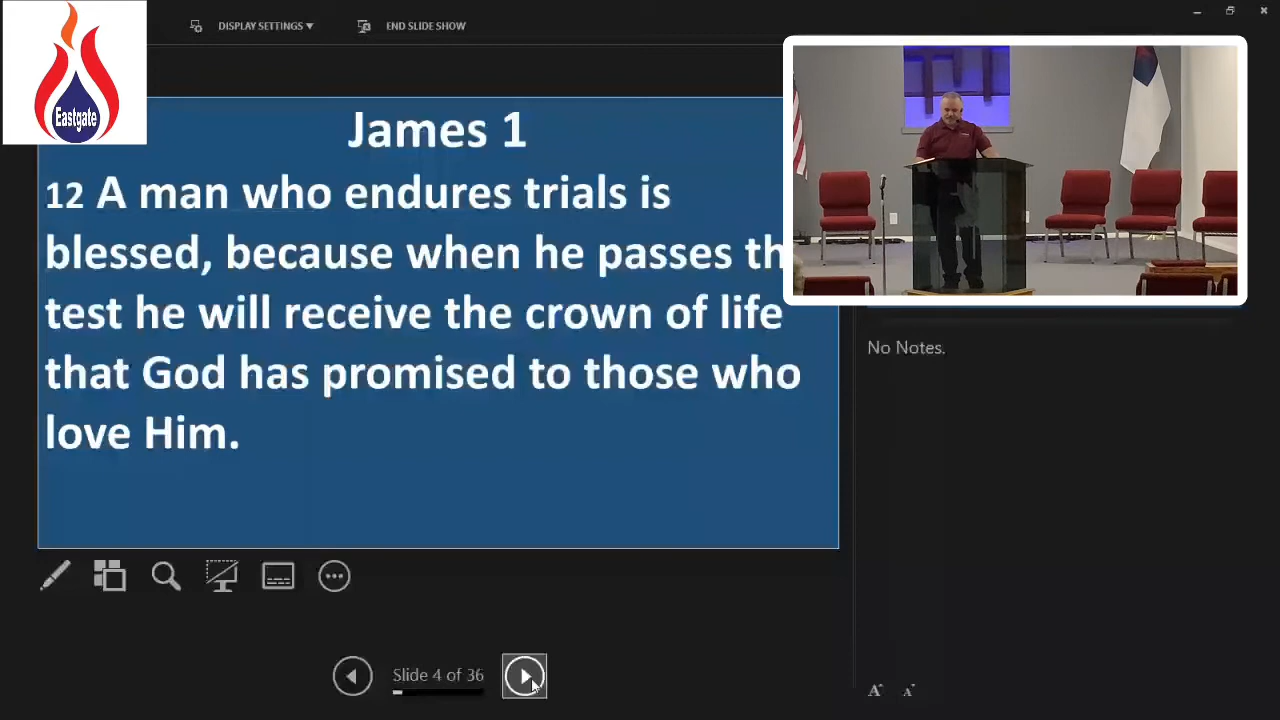 DISPLAY SETTINGS ▼
END SLIDE SHOW
Eastgate
James 1
12 A man who endures trials is
blessed, because when he passes th
test he will receive the crown of life
that God has promised to those who
love Him.
No Notes.
Slide 4 of 36
A A